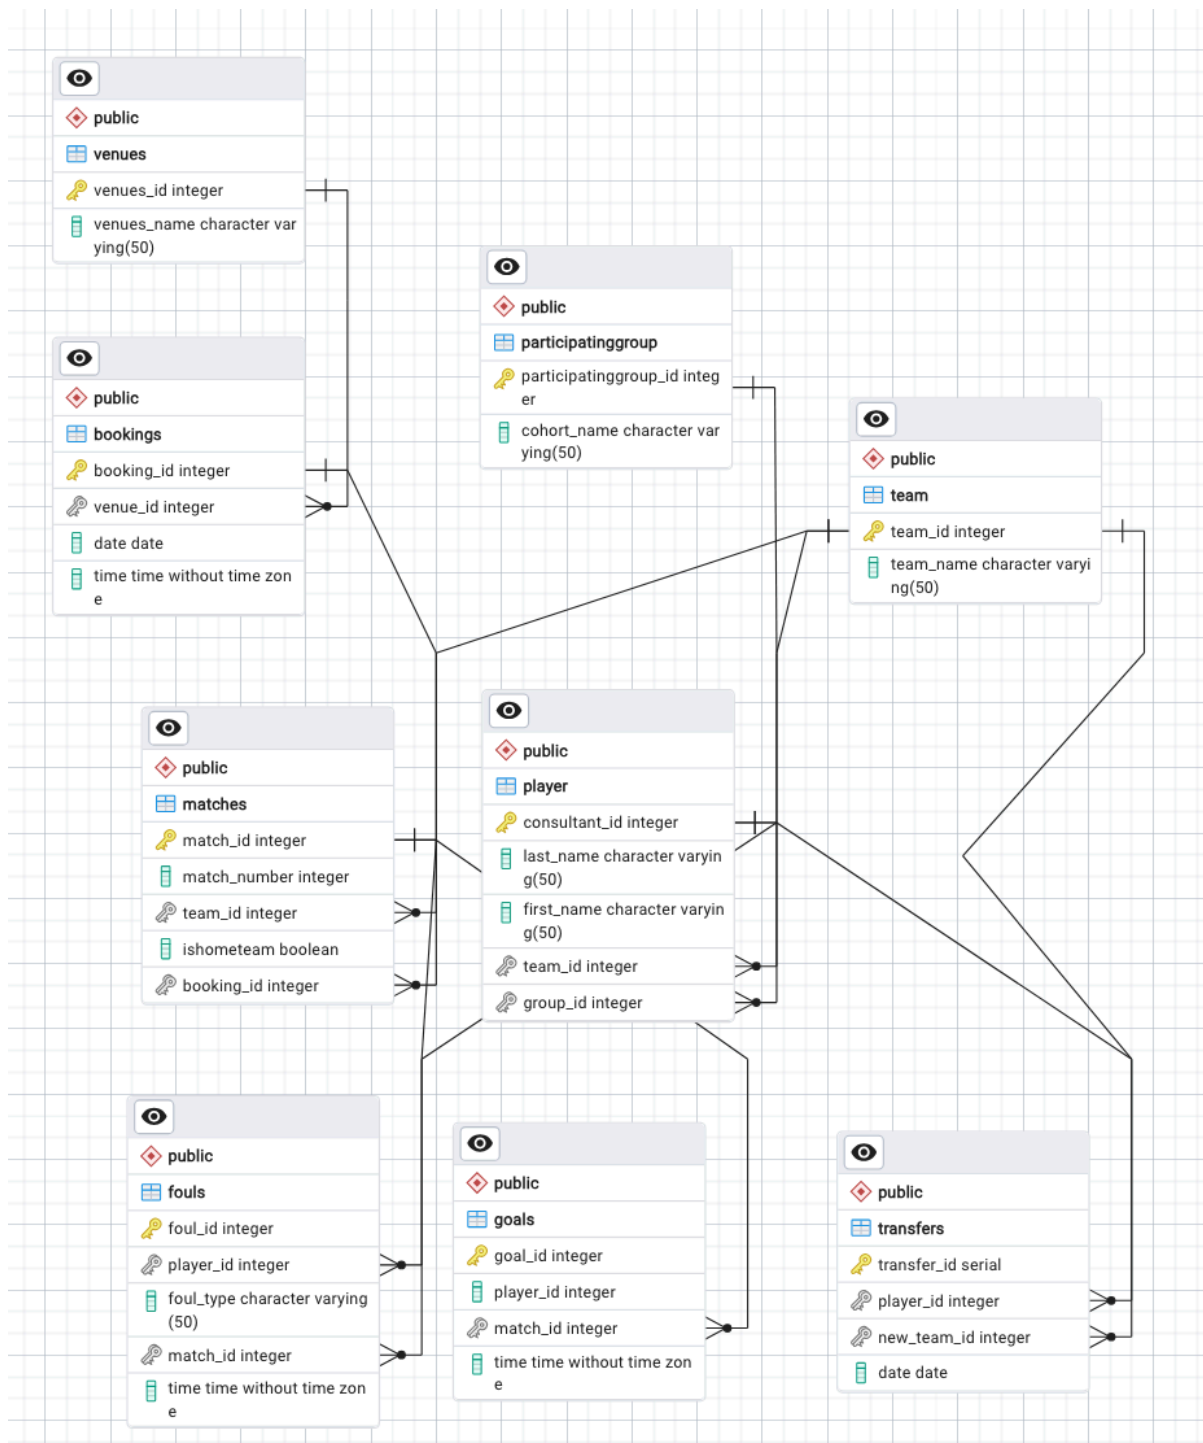 public
venues
venues_id integer
venues_name character var
ying(50)
public
bookings
booking_id integer
venue_id integer
date date
time time without time zon
e
public
participatinggroup
participatinggroup_id integ
er
cohort_name character var
ying(50)
public
team
team_id integer
team_name character varyi
ng(50)
public
matches
match_id integer
match_number integer
team_id integer
ishometeam boolean
booking_id integer
public
player
consultant_id integer
last_name character varyin
g(50)
first_name character varyin
g(50)
team_id integer
group_id integer
public
fouls
foul_id integer
player_id integer
foul_type character varying
(50)
match_id integer
time time without time zon
e
public
goals
goal_id integer
player_id integer
match_id integer
time time without time zon
e
public
transfers
transfer_id serial
player_id integer
new_team_id integer
date date